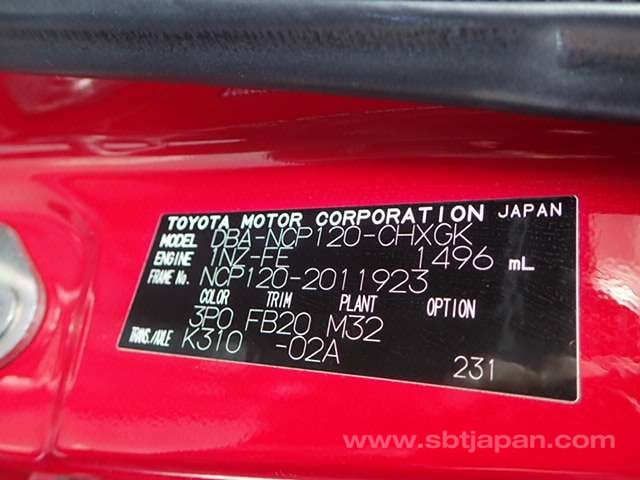 TOYOTA MOTOR CORPORATION JAPAN
MODEL DBA-NCP120-CHXGK
ENGINE 1NZ-FE 1496 mL
FRAME No. NCP120-2011923
COLOR TRIM PLANT OPTION
3P0 FB20 M32
TRANS./AXLE K310 -02A
231
www.sbtjapan.com